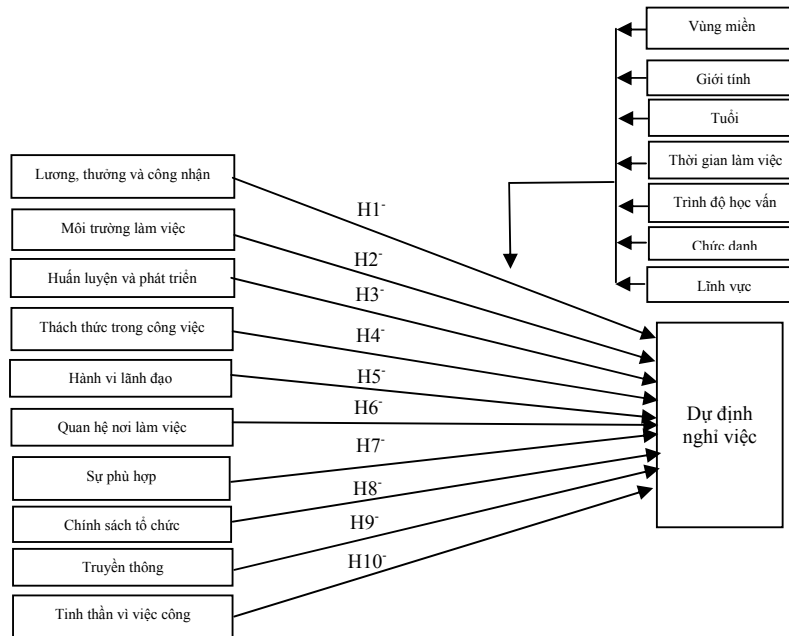 Vùng miền
Giới tính
Tuổi
Thời gian làm việc
Trình độ học vấn
Chức danh
Lĩnh vực
Lương, thưởng và công nhận
Môi trường làm việc
Huấn luyện và phát triển
Thách thức trong công việc
Hành vi lãnh đạo
Quan hệ nơi làm việc
Sự phù hợp
Chính sách tổ chức
Truyền thông
Tinh thần vì việc công
H1-
H2-
H3-
H4-
H5-
H6-
H7-
H8-
H9-
H10-
Dự định
nghỉ việc